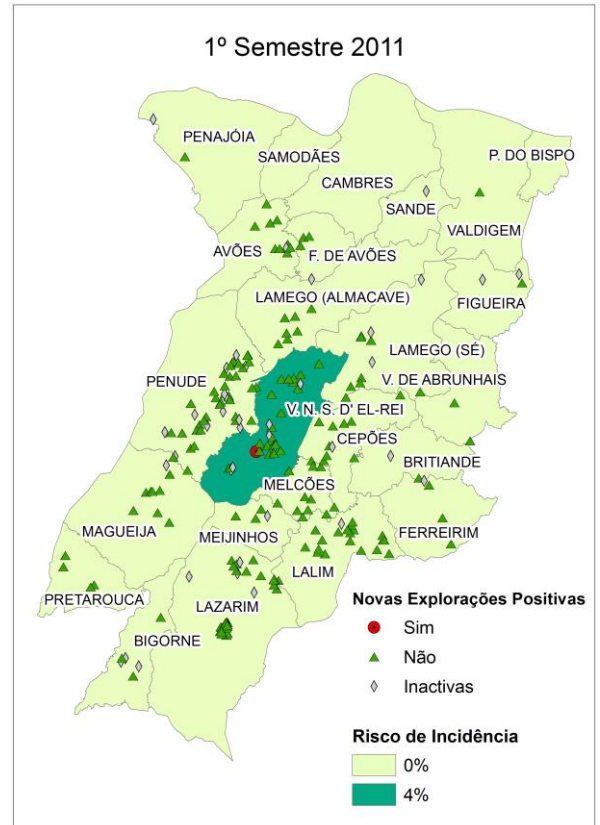 1º Semestre 2011
PENAJÓIA
P. DO BISPO
SAMODÃES
CAMBRES
SANDE
VALDIGEM
AVÕES
F. DE AVÕES
LAMEGO (ALMACAVE)
FIGUEIRA
LAMEGO (SÉ)
PENUDE
V. DE ABRUNHAIS
V. N. S. D' EL-REI
CEPÕES
BRITIANDE
MELCÕES
MAGUEIJA
MEIJINHOS
FERREIRIM
LALIM
PRETAROUCA
LAZARIM
BIGORNE
Novas Explorações Positivas
Sim
Não
Inactivas
Risco de Incidência
0%
4%